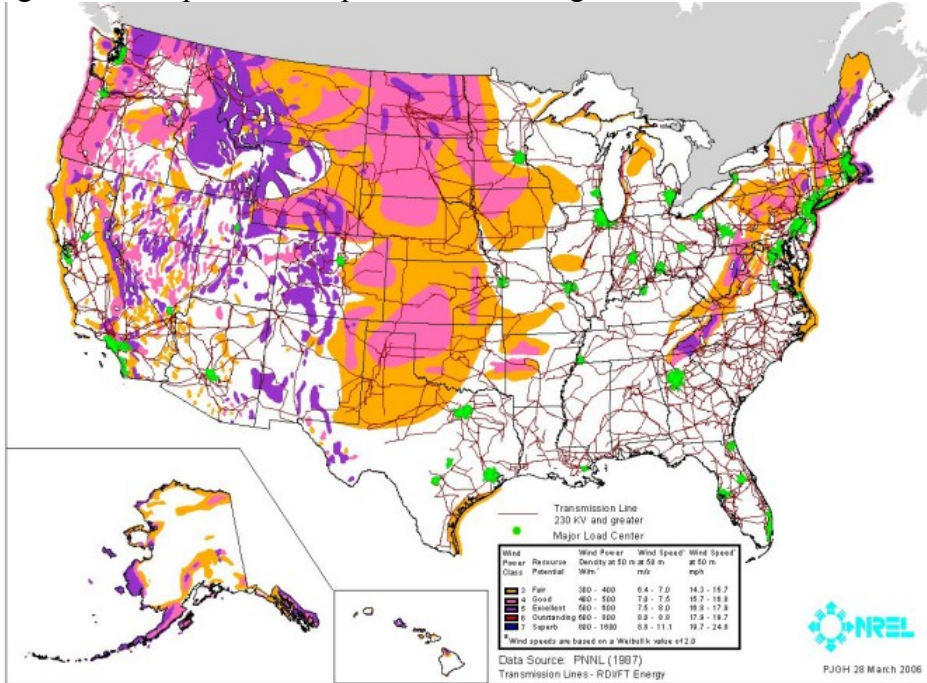 Transmission Line
230 KV and greater
Major Load Center
Wind Power Class Resource Potential Wind Power Density at 50 m W/m² Wind Speedᵃ at 50 m m/s Wind Speedᵃ at 50 m mph
3 Fair 300 - 400 6.4 - 7.0 14.3 - 15.7
4 Good 400 - 500 7.0 - 7.5 15.7 - 16.8
5 Excellent 500 - 600 7.5 - 8.0 16.8 - 17.9
6 Outstanding 600 - 800 8.0 - 8.8 17.9 - 19.7
7 Superb 800 - 1600 8.8 - 11.1 19.7 - 24.8
ᵃ Wind speeds are based on a Weibull k value of 2.0
Data Source: PNNL (1987)
Transmission Lines - RDI/FT Energy
NREL
PJGH 28 March 2006